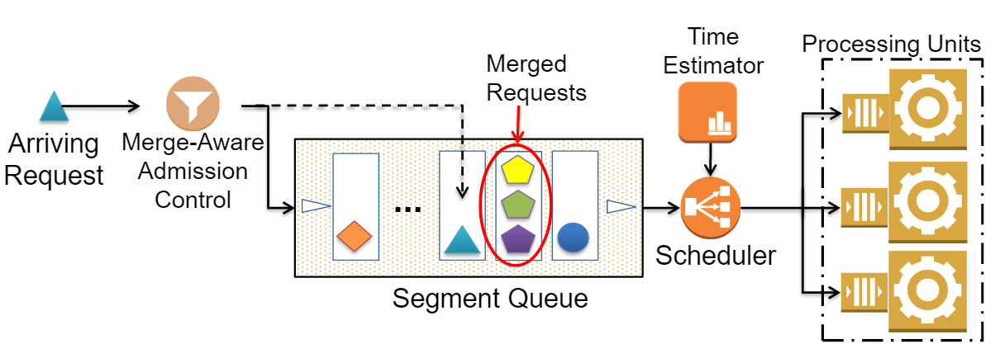 Arriving
Request
Merge-Aware
Admission
Control
Merged
Requests
...
Segment Queue
Time
Estimator
Scheduler
Processing Units